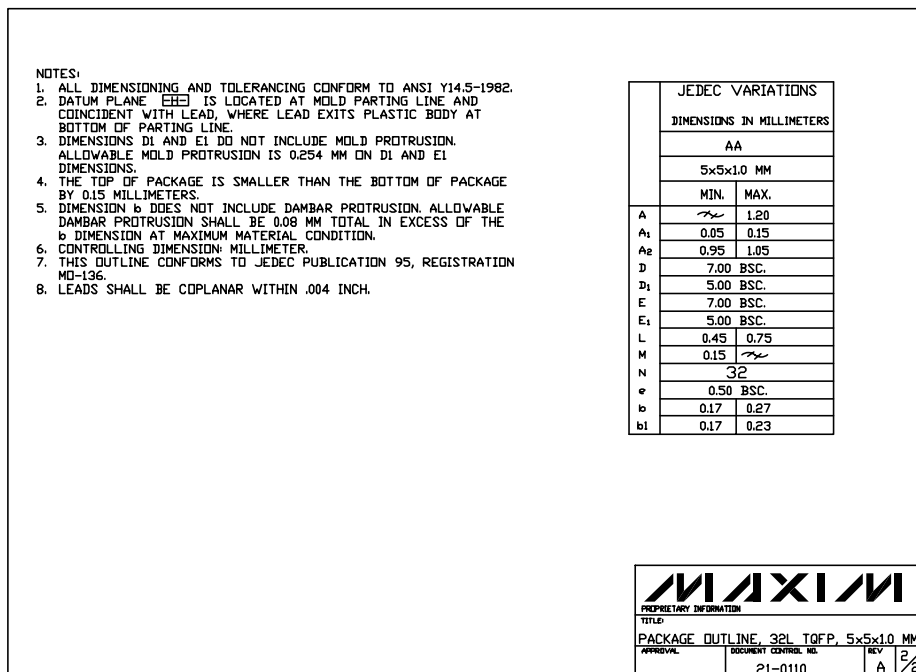 NOTES:
1. ALL DIMENSIONING AND TOLERANCING CONFORM TO ANSI Y14.5-1982.
2. DATUM PLANE -H- IS LOCATED AT MOLD PARTING LINE AND
COINCIDENT WITH LEAD, WHERE LEAD EXITS PLASTIC BODY AT
BOTTOM OF PARTING LINE.
3. DIMENSIONS D1 AND E1 DO NOT INCLUDE MOLD PROTRUSION.
ALLOWABLE MOLD PROTRUSION IS 0.254 MM ON D1 AND E1
DIMENSIONS.
4. THE TOP OF PACKAGE IS SMALLER THAN THE BOTTOM OF PACKAGE
BY 0.15 MILLIMETERS.
5. DIMENSION b DOES NOT INCLUDE DAMBAR PROTRUSION. ALLOWABLE
DAMBAR PROTRUSION SHALL BE 0.08 MM TOTAL IN EXCESS OF THE
b DIMENSION AT MAXIMUM MATERIAL CONDITION.
6. CONTROLLING DIMENSION: MILLIMETER.
7. THIS OUTLINE CONFORMS TO JEDEC PUBLICATION 95, REGISTRATION
MO-136.
8. LEADS SHALL BE COPLANAR WITHIN .004 INCH.
JEDEC VARIATIONS
DIMENSIONS IN MILLIMETERS
AA
5x5x1.0 MM
MIN. MAX.
A 1.20
A1 0.05 0.15
A2 0.95 1.05
D 7.00 BSC.
D1 5.00 BSC.
E 7.00 BSC.
E1 5.00 BSC.
L 0.45 0.75
M 0.15
N 32
e 0.50 BSC.
b 0.17 0.27
b1 0.17 0.23
MAXIM
PROPRIETARY INFORMATION
TITLE:
PACKAGE OUTLINE, 32L TQFP, 5x5x1.0 MM
APPROVAL DOCUMENT CONTROL NO. REV
21-0110 A 2/2